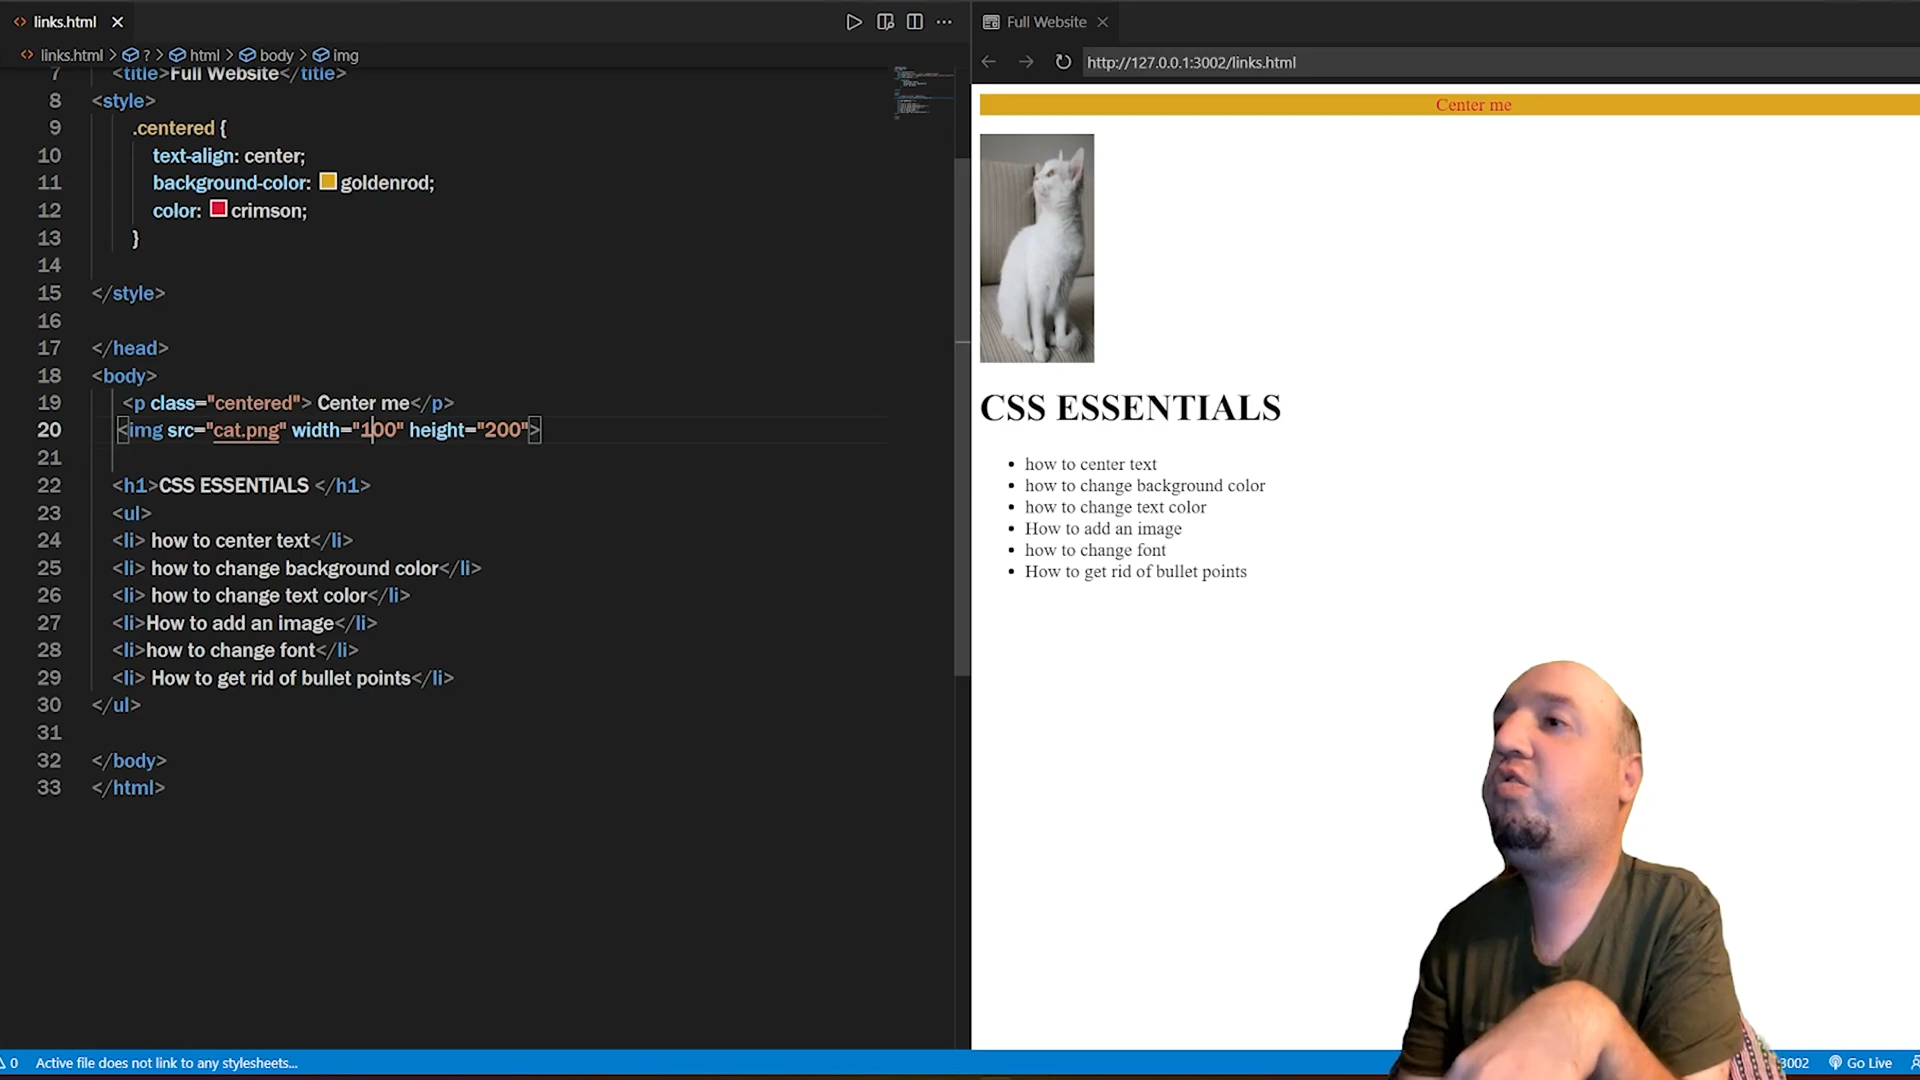 links.html
links.html > ? > html > body > img
7 <title>Full Website</title>
8 <style>
9 .centered {
10 text-align: center;
11 background-color: goldenrod;
12 color: crimson;
13 }
14
15 </style>
16
17 </head>
18 <body>
19 <p class="centered"> Center me</p>
20 <img src="cat.png" width="100" height="200">
21
22 <h1>CSS ESSENTIALS </h1>
23 <ul>
24 <li> how to center text</li>
25 <li> how to change background color</li>
26 <li> how to change text color</li>
27 <li>How to add an image</li>
28 <li>how to change font</li>
29 <li> How to get rid of bullet points</li>
30 </ul>
31
32 </body>
33 </html>
0 Active file does not link to any stylesheets...
Full Website
http://127.0.0.1:3002/links.html
Center me
CSS ESSENTIALS
how to center text
how to change background color
how to change text color
How to add an image
how to change font
How to get rid of bullet points
3002 Go Live